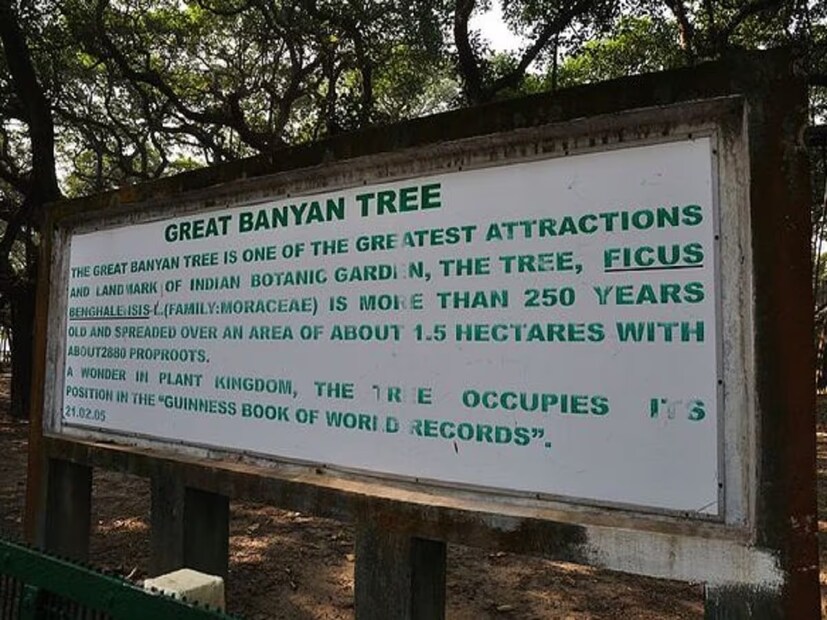 GREAT BANYAN TREE
THE GREAT BANYAN TREE IS ONE OF THE GREATEST ATTRACTIONS
AND LANDMARK OF INDIAN BOTANIC GARDEN, THE TREE, FICUS
BENGHALENSIS-L.(FAMILY:MORACEAE) IS MORE THAN 250 YEARS
OLD AND SPREADED OVER AN AREA OF ABOUT 1.5 HECTARES WITH
ABOUT2880 PROPROOTS.
A WONDER IN PLANT KINGDOM, THE TREE OCCUPIES ITS
POSITION IN THE “GUINNESS BOOK OF WORLD RECORDS”.
21.02.05